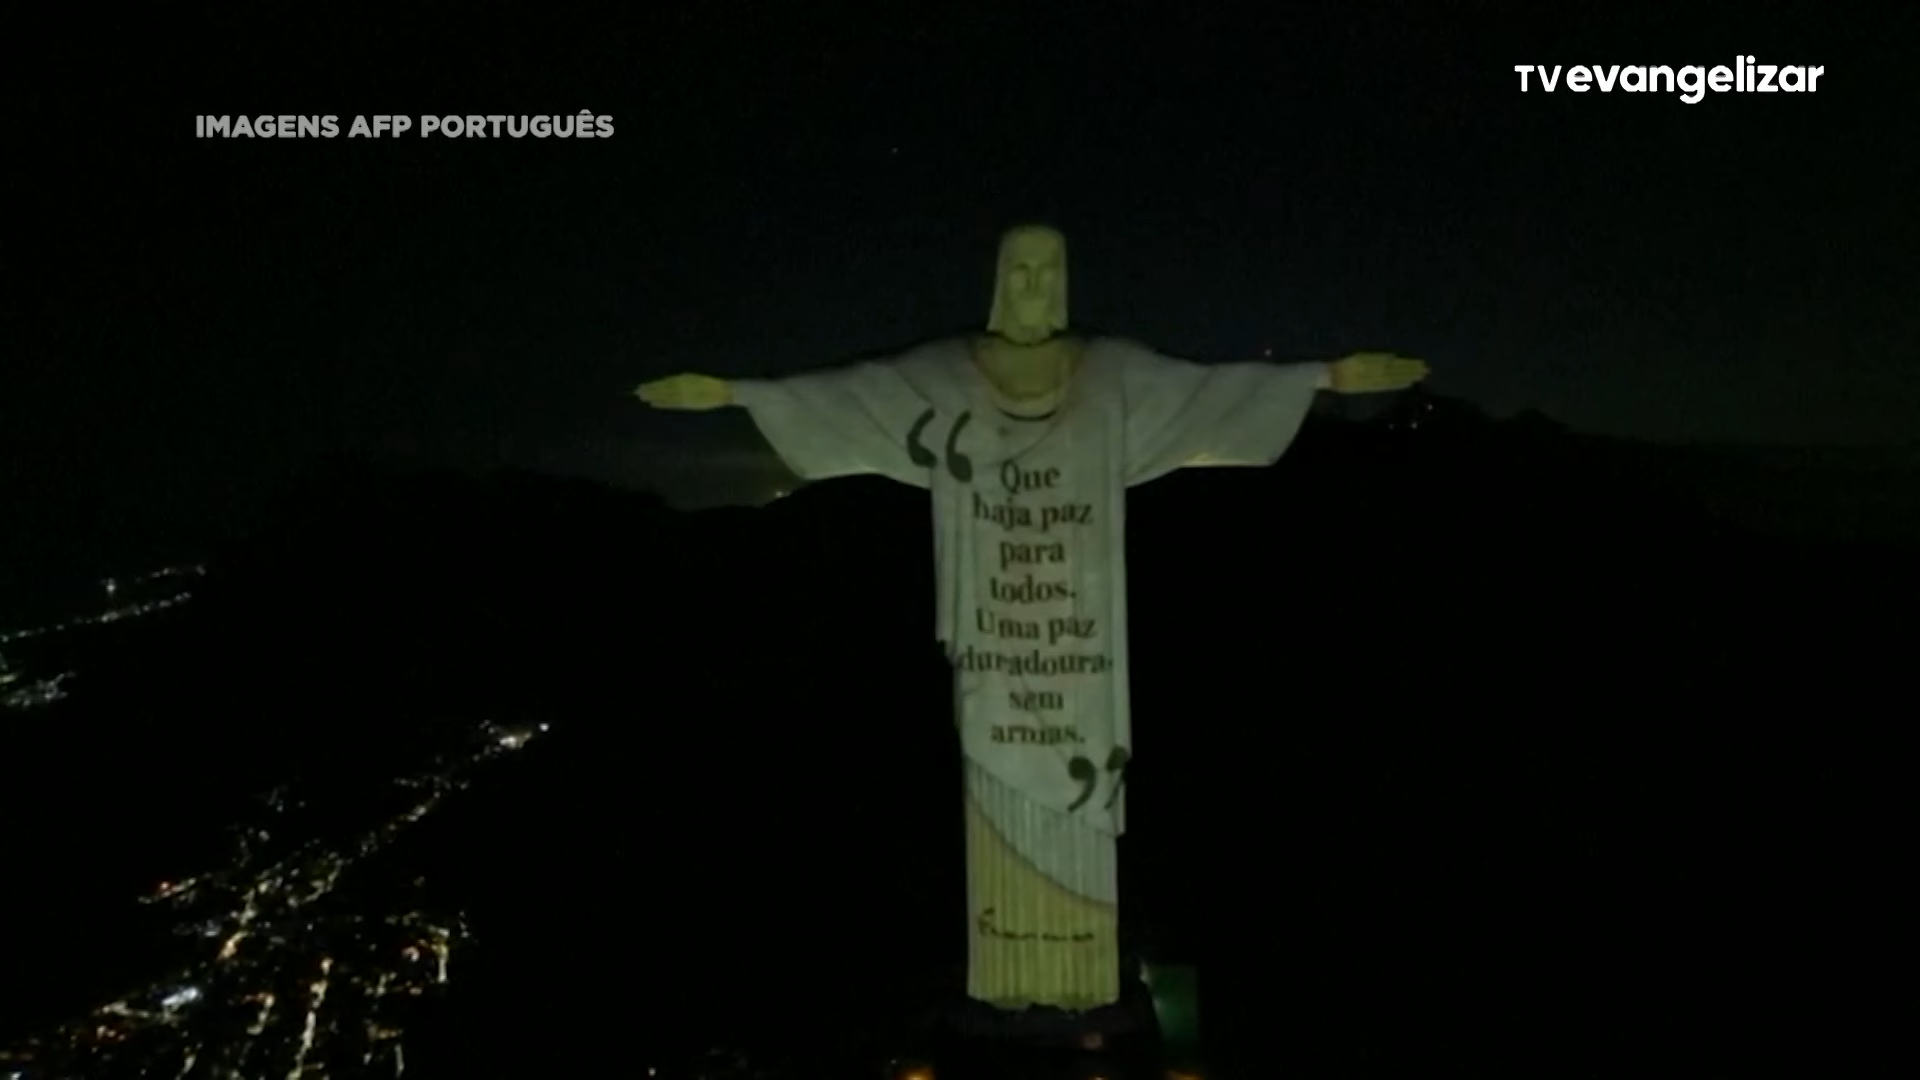 TVevangelizar
IMAGENS AFP PORTUGUÊS
“
Que
haja paz
para
todos.
Uma paz
duradoura,
sem
armas.
”